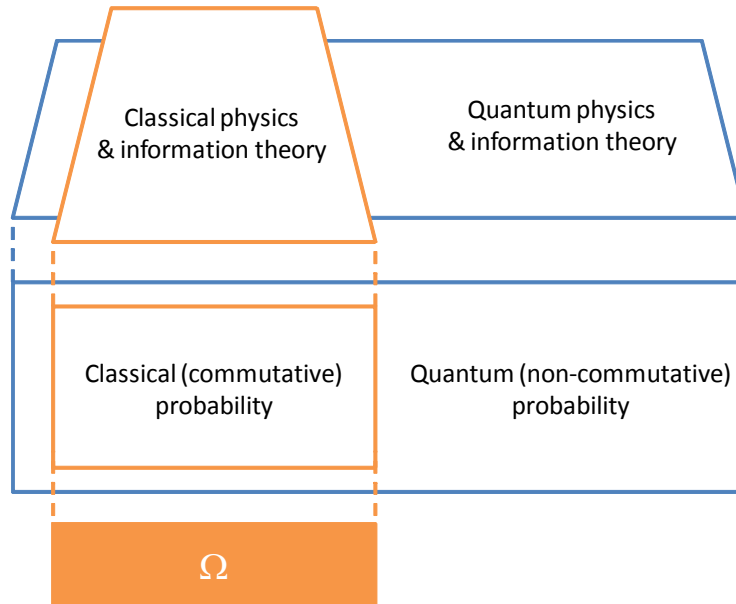 Classical physics
& information theory
Quantum physics
& information theory
Classical (commutative)
probability
Quantum (non-commutative)
probability
Ω